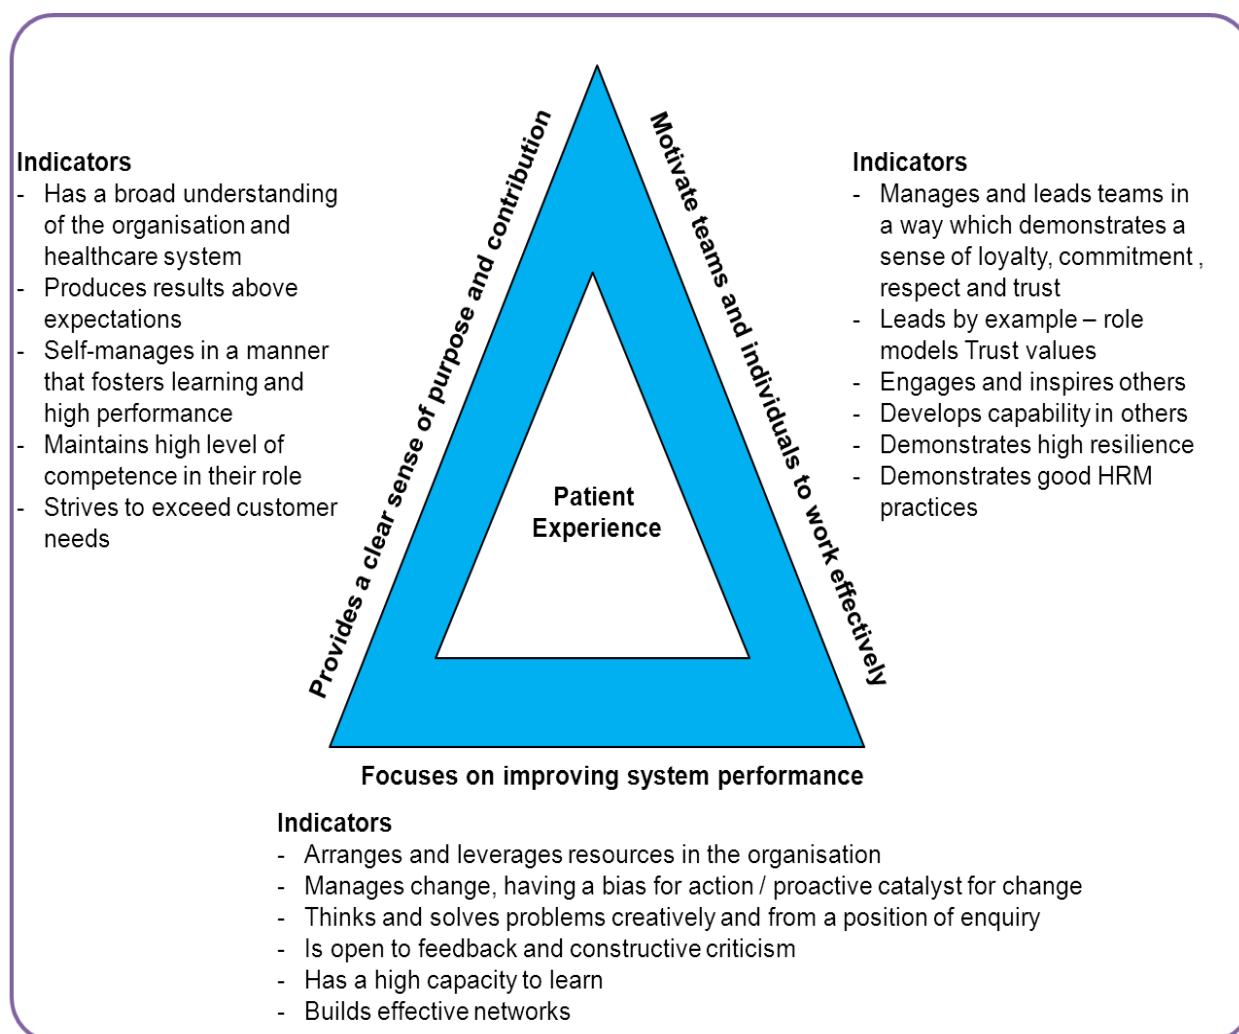 Provides a clear sense of purpose and contribution
Motivate teams and individuals to work effectively
Indicators
- Has a broad understanding
of the organisation and
healthcare system
- Produces results above
expectations
- Self-manages in a manner
that fosters learning and
high performance
- Maintains high level of
competence in their role
- Strives to exceed customer
needs
Indicators
- Manages and leads teams in
a way which demonstrates a
sense of loyalty, commitment ,
respect and trust
- Leads by example – role
models Trust values
- Engages and inspires others
- Develops capability in others
- Demonstrates high resilience
- Demonstrates good HRM
practices
Patient
Experience
Focuses on improving system performance
Indicators
- Arranges and leverages resources in the organisation
- Manages change, having a bias for action / proactive catalyst for change
- Thinks and solves problems creatively and from a position of enquiry
- Is open to feedback and constructive criticism
- Has a high capacity to learn
- Builds effective networks